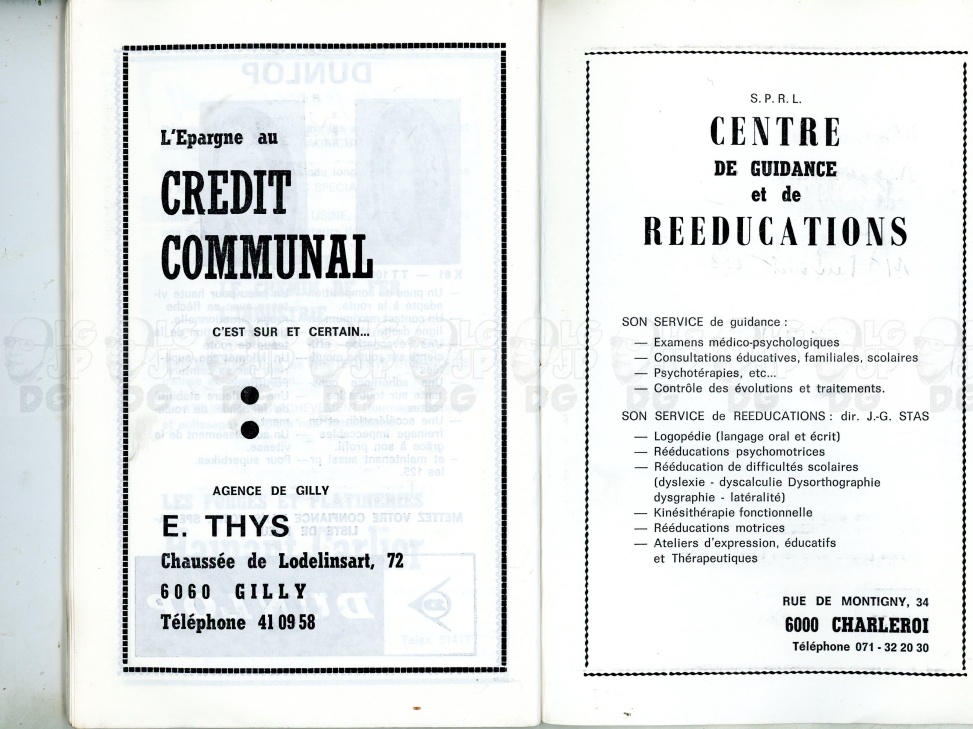 L'Epargne au
CREDIT
COMMUNAL
C'EST SUR ET CERTAIN...
:
AGENCE DE GILLY
E. THYS
Chaussée de Lodelinsart, 72
6060 GILLY
Téléphone 41 09 58
S.P.R.L.
CENTRE
DE GUIDANCE
et de
REEDUCATIONS
SON SERVICE de guidance :
— Examens médico-psychologiques
— Consultations éducatives, familiales, scolaires
— Psychotérapies, etc...
— Contrôle des évolutions et traitements.
SON SERVICE de REEDUCATIONS : dir. J.-G. STAS
— Logopédie (langage oral et écrit)
— Rééducations psychomotrices
— Rééducation de difficultés scolaires
(dyslexie - dyscalculie Dysorthographie
dysgraphie - latéralité)
— Kinésithérapie fonctionnelle
— Rééducations motrices
— Ateliers d'expression, éducatifs
et Thérapeutiques
RUE DE MONTIGNY, 34
6000 CHARLEROI
Téléphone 071 - 32 20 30